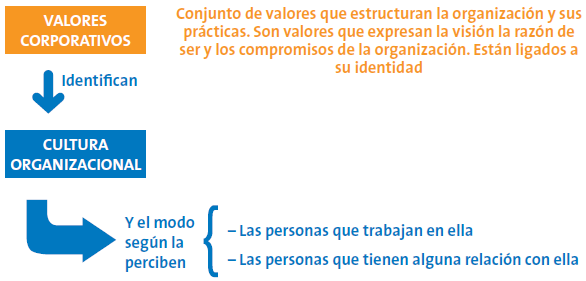 VALORES
CORPORATIVOS
Conjunto de valores que estructuran la organización y sus
prácticas. Son valores que expresan la visión la razón de
ser y los compromisos de la organización. Están ligados a
su identidad
Identifican
CULTURA
ORGANIZACIONAL
Y el modo
según la
perciben
– Las personas que trabajan en ella
– Las personas que tienen alguna relación con ella